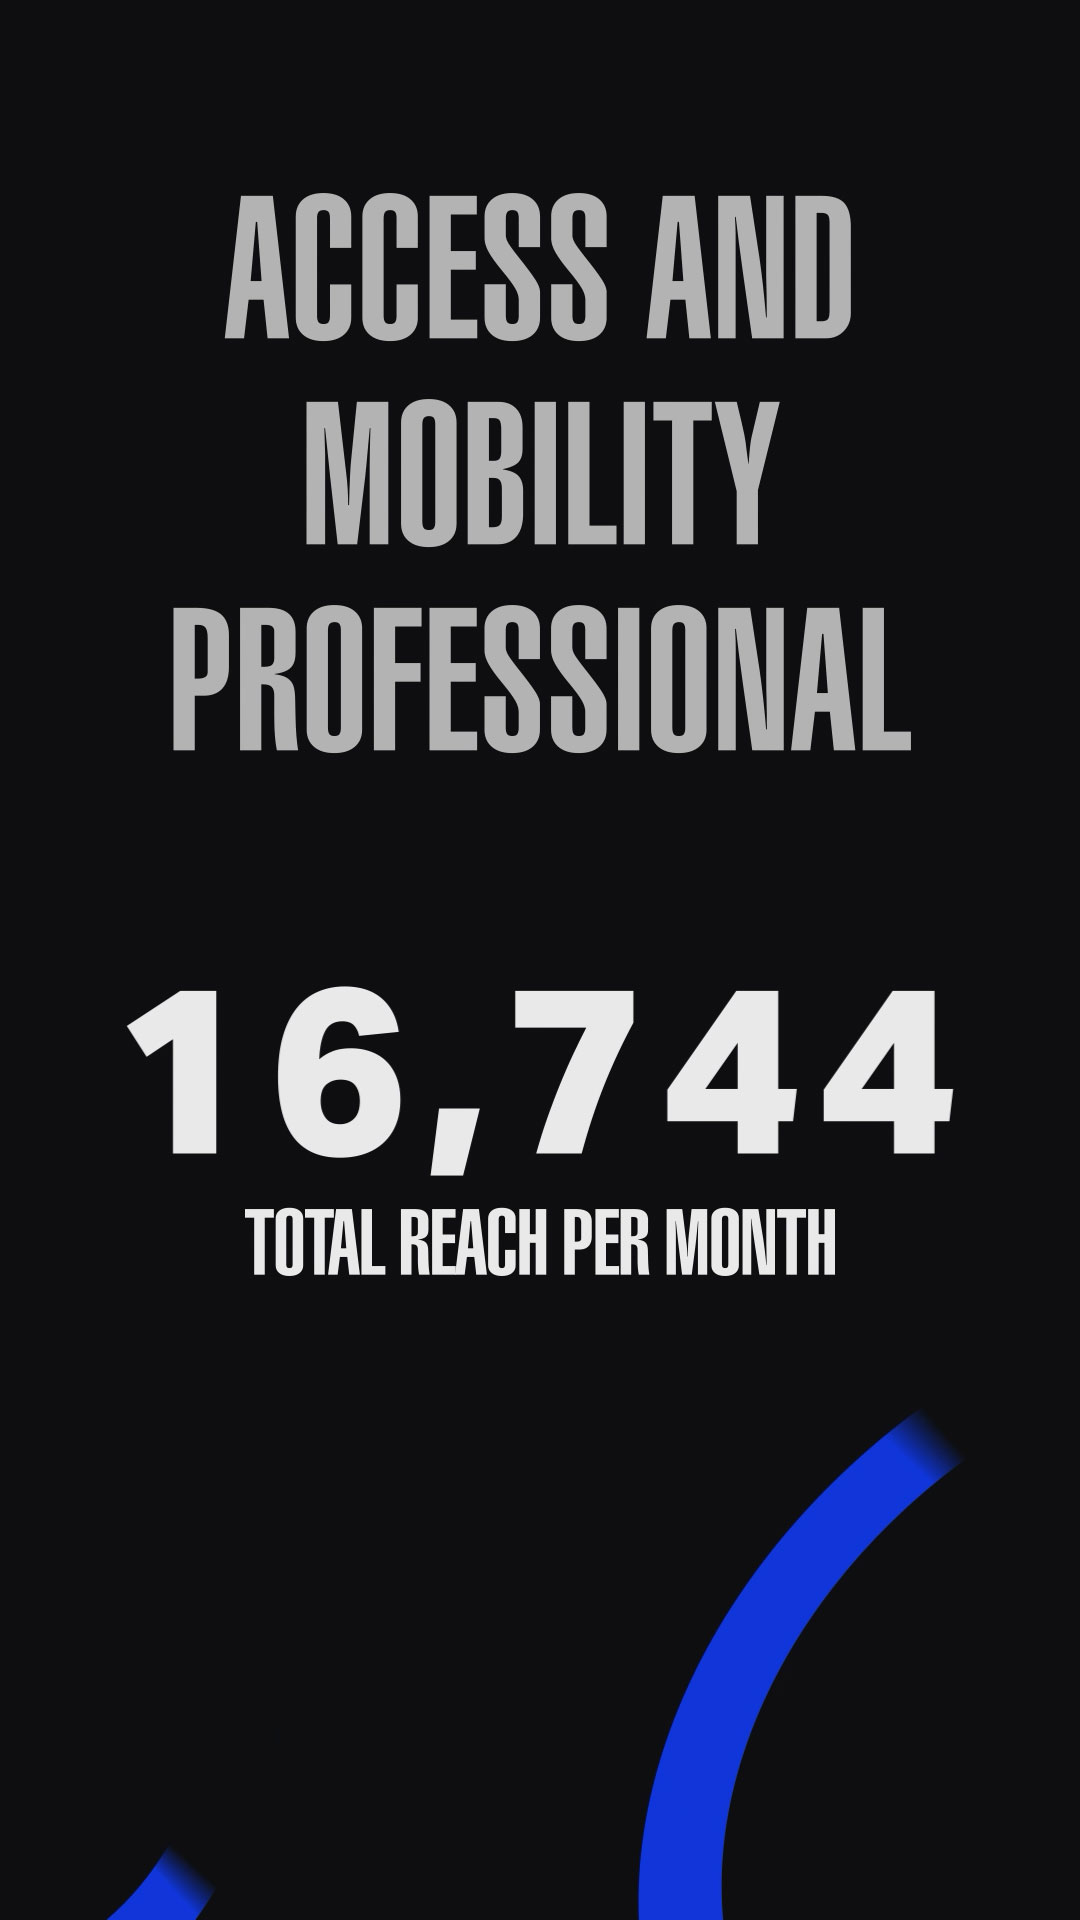 ACCESS AND
MOBILITY
PROFESSIONAL
16,744
TOTAL REACH PER MONTH